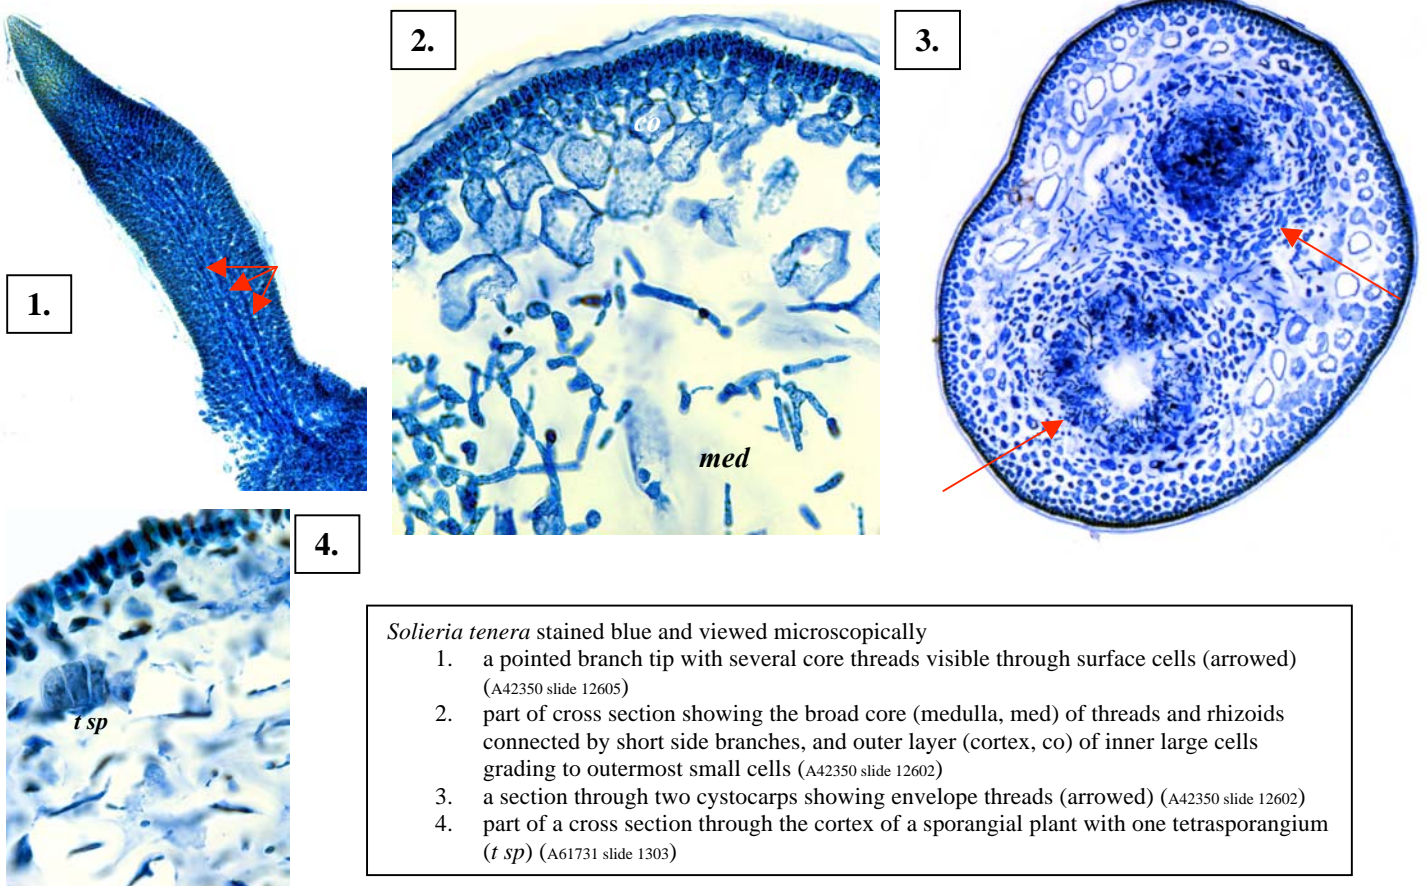 1.
2.
co
med
3.
4.
t sp
Solieria tenera stained blue and viewed microscopically
1. a pointed branch tip with several core threads visible through surface cells (arrowed)
(A42350 slide 12605)
2. part of cross section showing the broad core (medulla, med) of threads and rhizoids
connected by short side branches, and outer layer (cortex, co) of inner large cells
grading to outermost small cells (A42350 slide 12602)
3. a section through two cystocarps showing envelope threads (arrowed) (A42350 slide 12602)
4. part of a cross section through the cortex of a sporangial plant with one tetrasporangium
(t sp) (A61731 slide 1303)